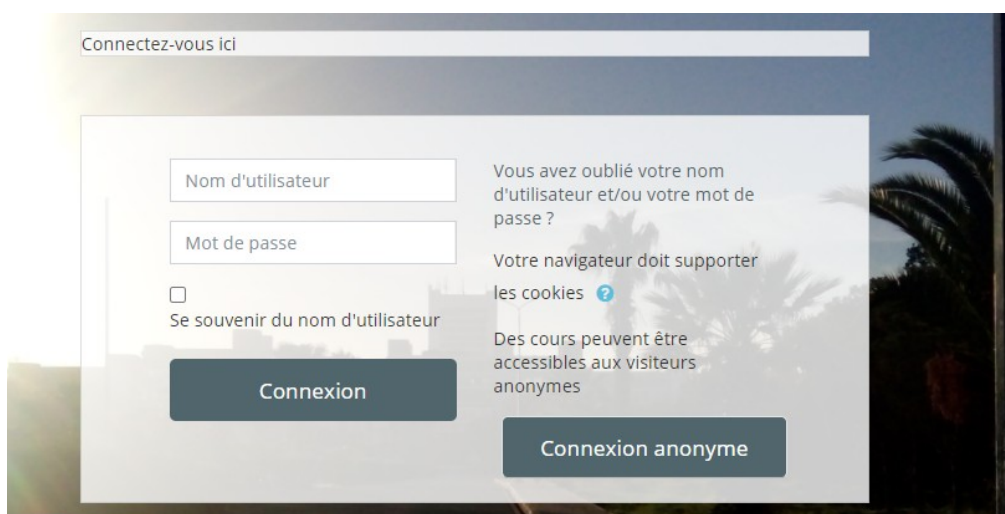 Connectez-vous ici
Nom d'utilisateur
Mot de passe
Se souvenir du nom d'utilisateur
Connexion
Vous avez oublié votre nom
d'utilisateur et/ou votre mot de
passe ?
Votre navigateur doit supporter
les cookies ?
Des cours peuvent être
accessibles aux visiteurs
anonymes
Connexion anonyme